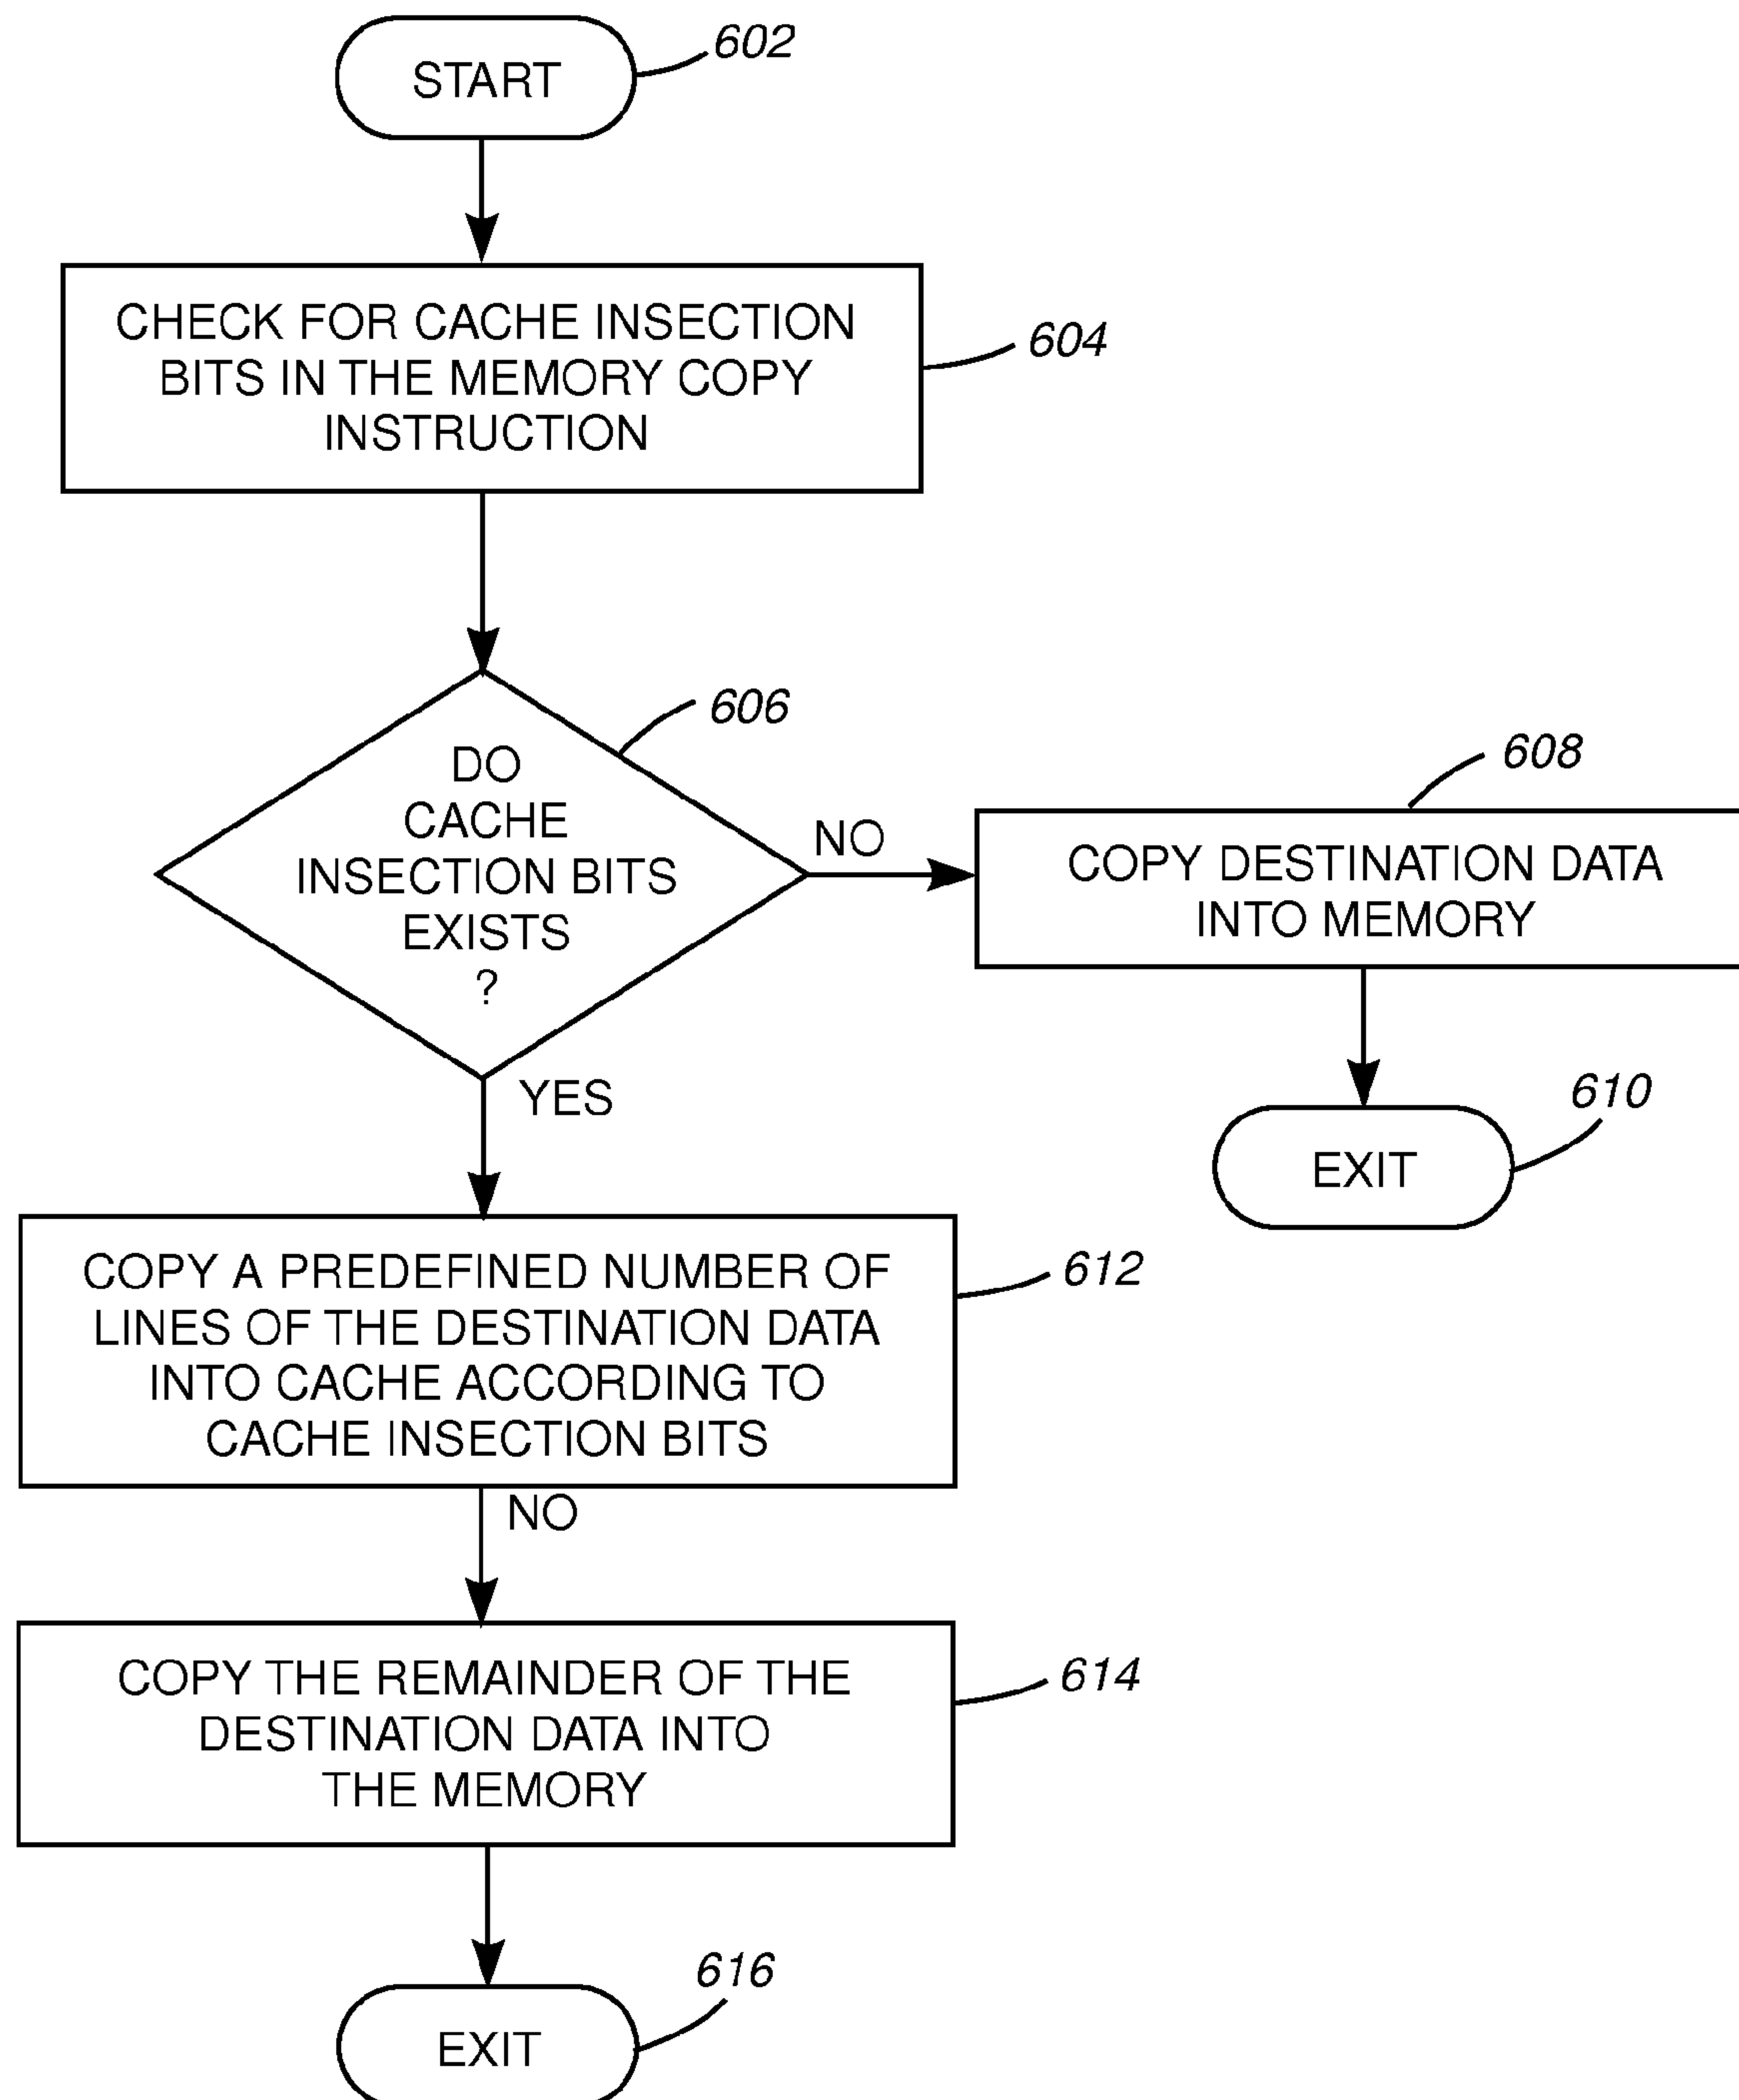 START
602
CHECK FOR CACHE INSECTION
BITS IN THE MEMORY COPY
INSTRUCTION
604
DO
CACHE
INSECTION BITS
EXISTS
?
606
NO
608
COPY DESTINATION DATA
INTO MEMORY
610
EXIT
YES
COPY A PREDEFINED NUMBER OF
LINES OF THE DESTINATION DATA
INTO CACHE ACCORDING TO
CACHE INSECTION BITS
612
NO
COPY THE REMAINDER OF THE
DESTINATION DATA INTO
THE MEMORY
614
616
EXIT